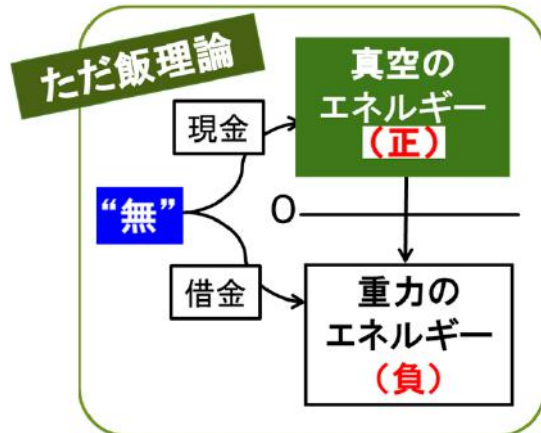 ただ飯理論
真空の
エネルギー
（正）
現金
“無”
0
借金
重力の
エネルギー
（負）